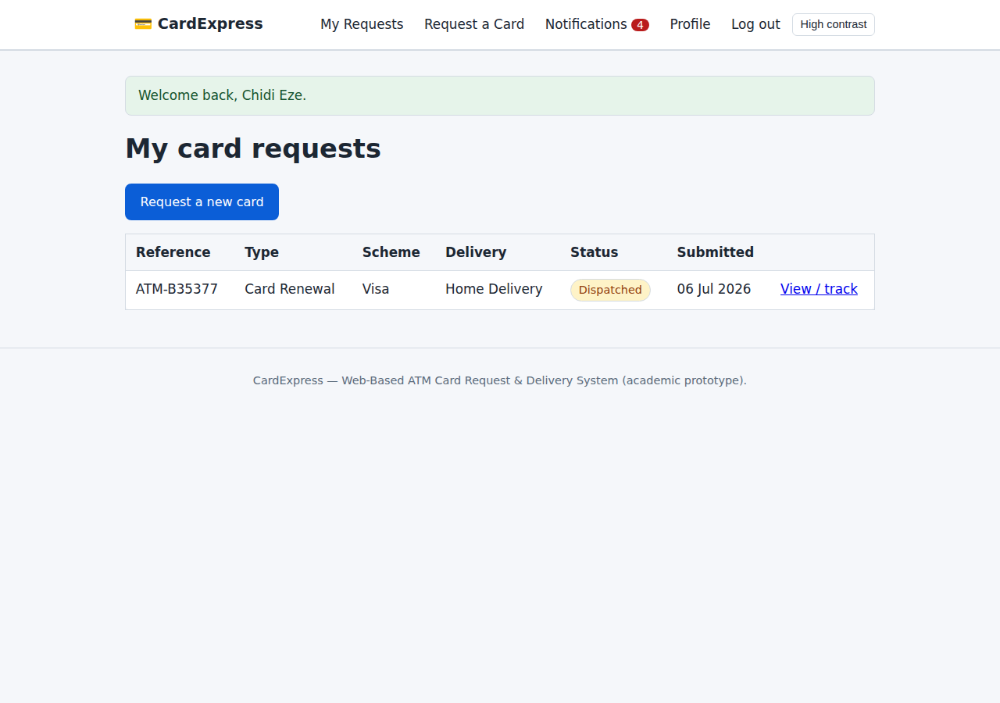 💳 CardExpress My Requests Request a Card Notifications 4 Profile Log out High contrast
Welcome back, Chidi Eze.
My card requests
Request a new card
Reference Type Scheme Delivery Status Submitted
ATM-B35377 Card Renewal Visa Home Delivery Dispatched 06 Jul 2026 View / track
CardExpress — Web-Based ATM Card Request & Delivery System (academic prototype).